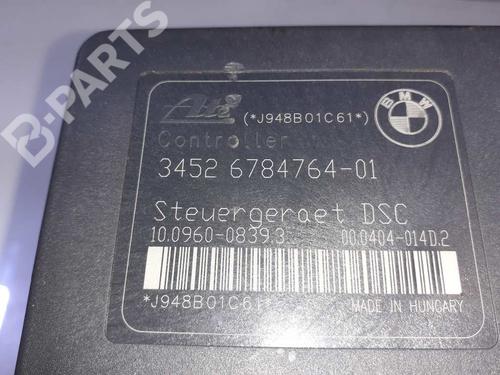 B-PARTS
Ate (*J948B01C61*) BMW
Controller
3452 6784764-01
Steuergeraet DSC
10.0960-0839.3 00.0404-014D.2
*J948B01C61* MADE IN HUNGARY